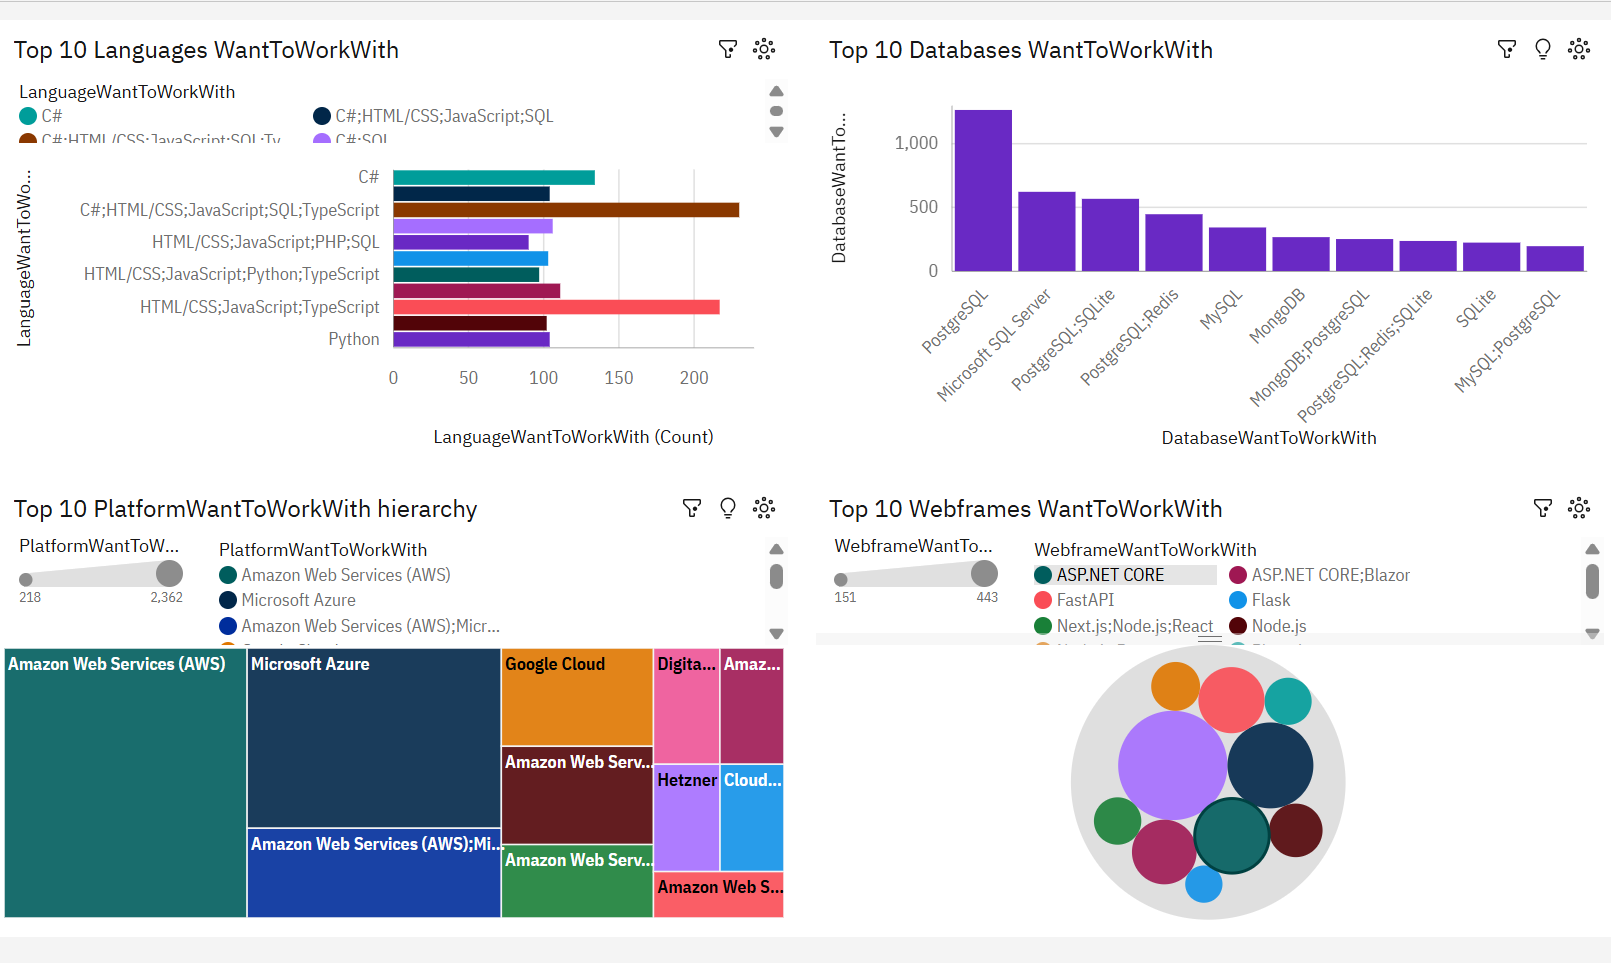 Top 10 Languages WantToWorkWith
LanguageWantToWorkWith
C#
C#;HTML/CSS;JavaScript;SQL
C#;HTML/CSS;JavaScript;SQL;Ty
C#;SQL
LanguageWantToWo...
C#
C#;HTML/CSS;JavaScript;SQL;TypeScript
HTML/CSS;JavaScript;PHP;SQL
HTML/CSS;JavaScript;Python;TypeScript
HTML/CSS;JavaScript;TypeScript
Python
0 50 100 150 200
LanguageWantToWorkWith (Count)
Top 10 Databases WantToWorkWith
DatabaseWantTo...
1,000
500
0
PostgreSQL
Microsoft SQL Server
PostgreSQL;SQLite
PostgreSQL;Redis
MySQL
MongoDB
MongoDB;PostgreSQL
PostgreSQL;Redis;SQLite
SQLite
MySQL;PostgreSQL
DatabaseWantToWorkWith
Top 10 PlatformWantToWorkWith hierarchy
PlatformWantToW...
218 2,362
PlatformWantToWorkWith
Amazon Web Services (AWS)
Microsoft Azure
Amazon Web Services (AWS);Micr...
Amazon Web Services (AWS)
Microsoft Azure
Amazon Web Services (AWS);Mi...
Google Cloud
Amazon Web Serv...
Amazon Web Serv...
Digita...
Amaz...
Hetzner
Cloud...
Amazon Web S...
Top 10 Webframes WantToWorkWith
WebframeWantTo...
151 443
WebframeWantToWorkWith
ASP.NET CORE
ASP.NET CORE;Blazor
FastAPI
Flask
Next.js;Node.js;React
Node.js